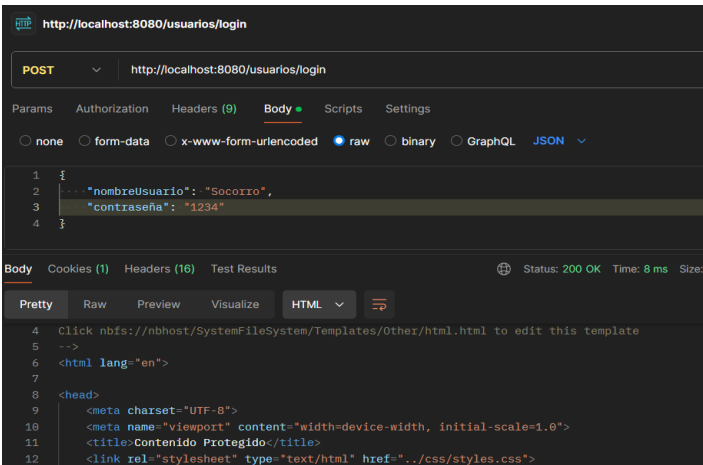 HTTP http://localhost:8080/usuarios/login
POST http://localhost:8080/usuarios/login
Params Authorization Headers (9) Body Scripts Settings
none form-data x-www-form-urlencoded raw binary GraphQL JSON
1 {
2 ····"nombreUsuario":·"Socorro",
3 "contraseña": "1234"
4 }
Body Cookies (1) Headers (16) Test Results Status: 200 OK Time: 8 ms Size:
Pretty Raw Preview Visualize HTML
4 Click nbfs://nbhost/SystemFileSystem/Templates/Other/html.html to edit this template
5 -->
6 <html lang="en">
7
8 <head>
9 <meta charset="UTF-8">
10 <meta name="viewport" content="width=device-width, initial-scale=1.0">
11 <title>Contenido Protegido</title>
12 <link rel="stylesheet" type="text/html" href="../css/styles.css">